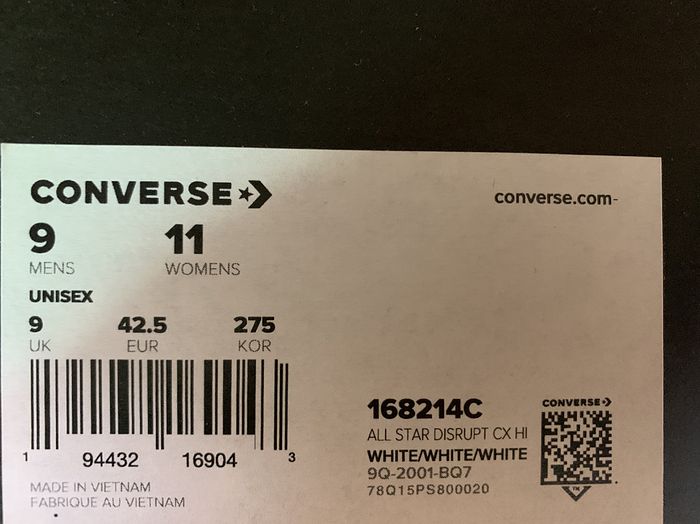 CONVERSE
converse.com-
9 11
MENS WOMENS
UNISEX
9 42.5 275
UK EUR KOR
1 94432 16904 3
MADE IN VIETNAM
FABRIQUE AU VIETNAM
168214C
ALL STAR DISRUPT CX HI
WHITE/WHITE/WHITE
9Q-2001-BQ7
78Q15PS800020
CONVERSE